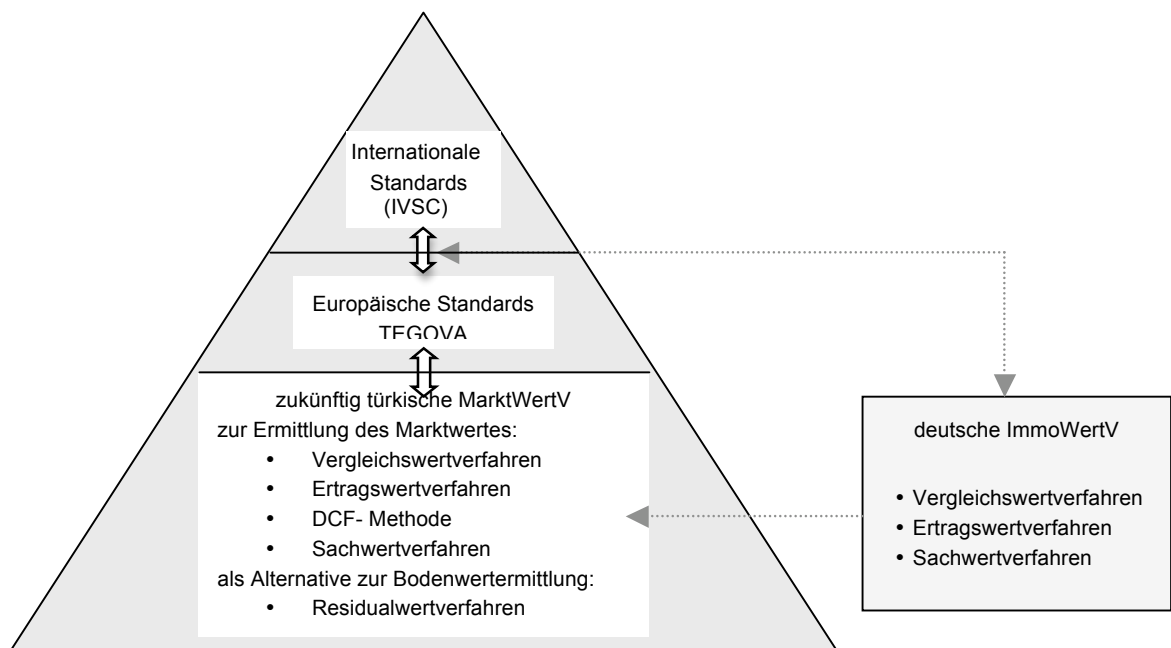 Internationale
Standards
(IVSC)
Europäische Standards
TEGOVA
zukünftig türkische MarktWertV
zur Ermittlung des Marktwertes:
• Vergleichswertverfahren
• Ertragswertverfahren
• DCF- Methode
• Sachwertverfahren
als Alternative zur Bodenwertermittlung:
• Residualwertverfahren
deutsche ImmoWertV
• Vergleichswertverfahren
• Ertragswertverfahren
• Sachwertverfahren